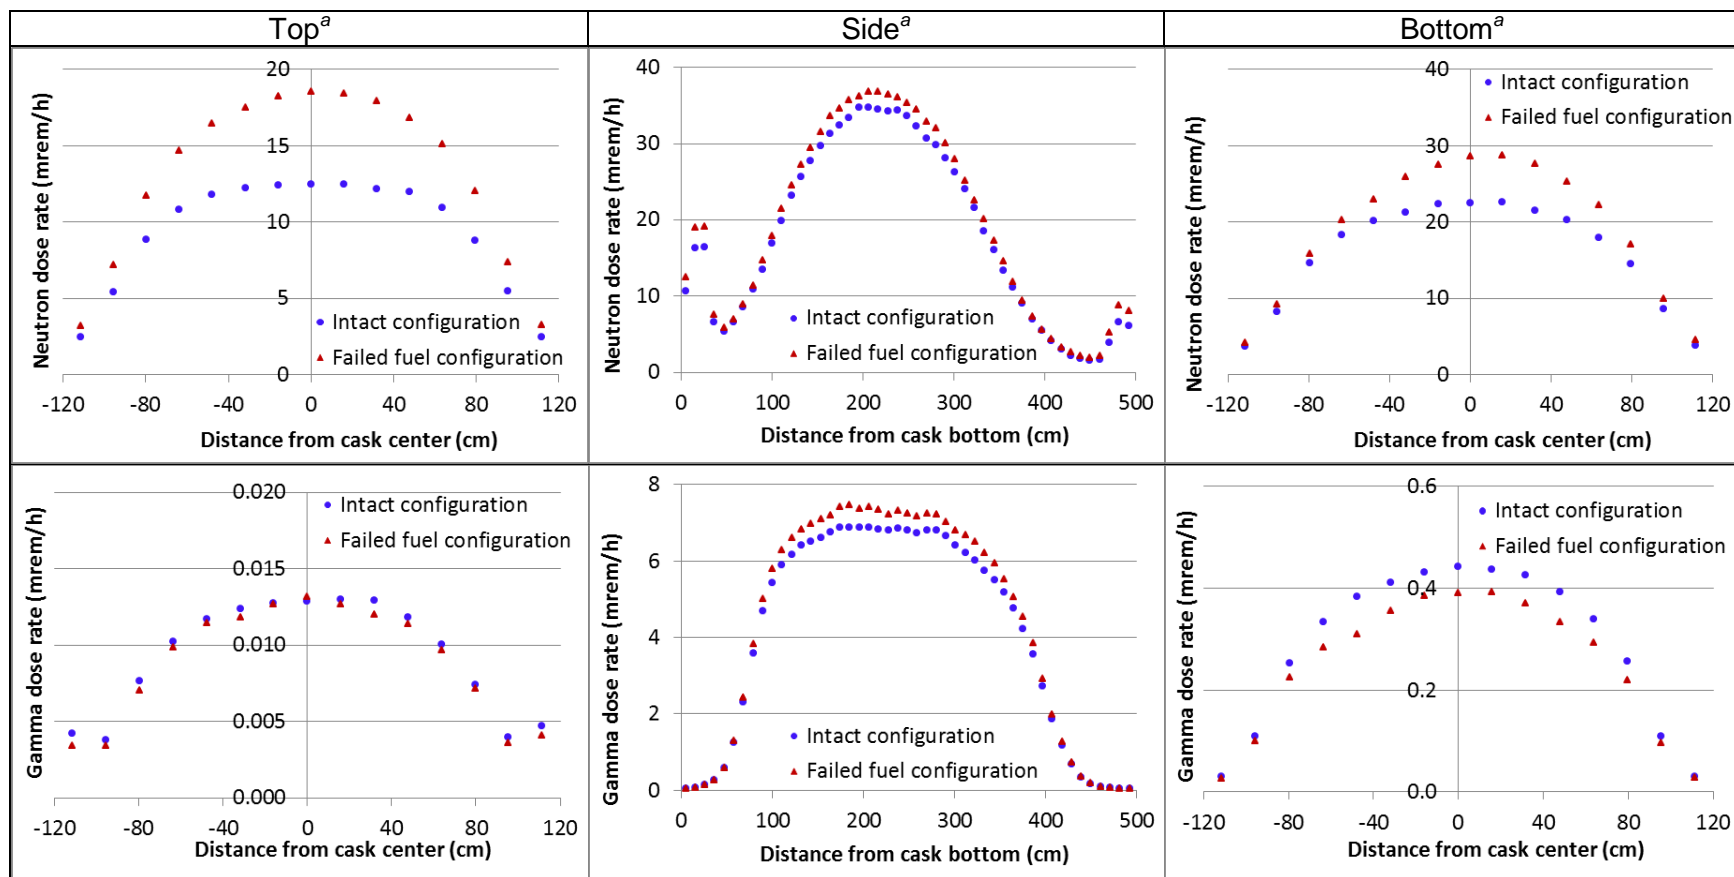 Topᵃ
Sideᵃ
Bottomᵃ
Neutron dose rate (mrem/h)
20
15
10
5
0
Intact configuration
Failed fuel configuration
-120 -80 -40 0 40 80 120
Distance from cask center (cm)
Neutron dose rate (mrem/h)
40
30
20
10
0
Intact configuration
Failed fuel configuration
0 100 200 300 400 500
Distance from cask bottom (cm)
Neutron dose rate (mrem/h)
40
30
20
10
0
Intact configuration
Failed fuel configuration
-120 -80 -40 0 40 80 120
Distance from cask center (cm)
Gamma dose rate (mrem/h)
0.020
0.015
0.010
0.005
0.000
Intact configuration
Failed fuel configuration
-120 -80 -40 0 40 80 120
Distance from cask center (cm)
Gamma dose rate (mrem/h)
8
6
4
2
0
Intact configuration
Failed fuel configuration
0 100 200 300 400 500
Distance from cask bottom (cm)
Gamma dose rate (mrem/h)
0.6
0.4
0.2
0.0
Intact configuration
Failed fuel configuration
-120 -80 -40 0 40 80 120
Distance from cask center (cm)